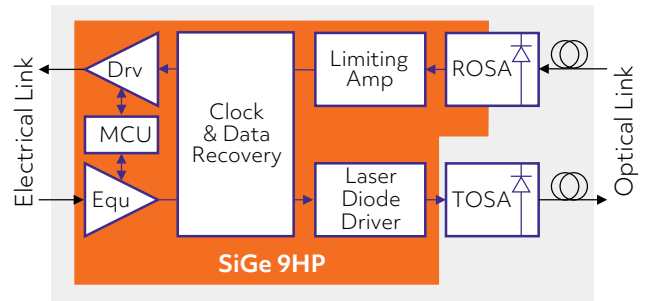 Electrical Link
Drv
MCU
Equ
Clock
& Data
Recovery
Limiting
Amp
ROSA
Laser
Diode
Driver
TOSA
SiGe 9HP
Optical Link